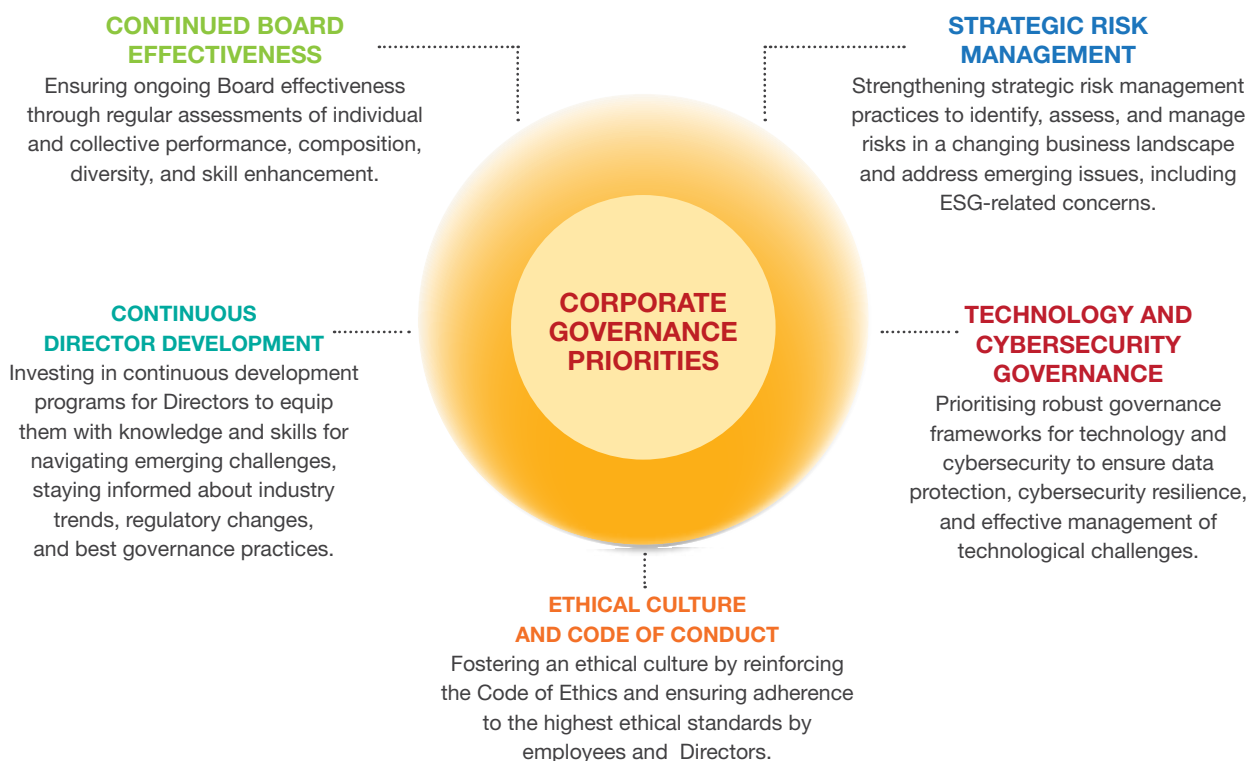 CONTINUED BOARD
EFFECTIVENESS
Ensuring ongoing Board effectiveness
through regular assessments of individual
and collective performance, composition,
diversity, and skill enhancement.
STRATEGIC RISK
MANAGEMENT
Strengthening strategic risk management
practices to identify, assess, and manage
risks in a changing business landscape
and address emerging issues, including
ESG-related concerns.
CORPORATE
GOVERNANCE
PRIORITIES
CONTINUOUS
DIRECTOR DEVELOPMENT
Investing in continuous development
programs for Directors to equip
them with knowledge and skills for
navigating emerging challenges,
staying informed about industry
trends, regulatory changes,
and best governance practices.
TECHNOLOGY AND
CYBERSECURITY
GOVERNANCE
Prioritising robust governance
frameworks for technology and
cybersecurity to ensure data
protection, cybersecurity resilience,
and effective management of
technological challenges.
ETHICAL CULTURE
AND CODE OF CONDUCT
Fostering an ethical culture by reinforcing
the Code of Ethics and ensuring adherence
to the highest ethical standards by
employees and  Directors.